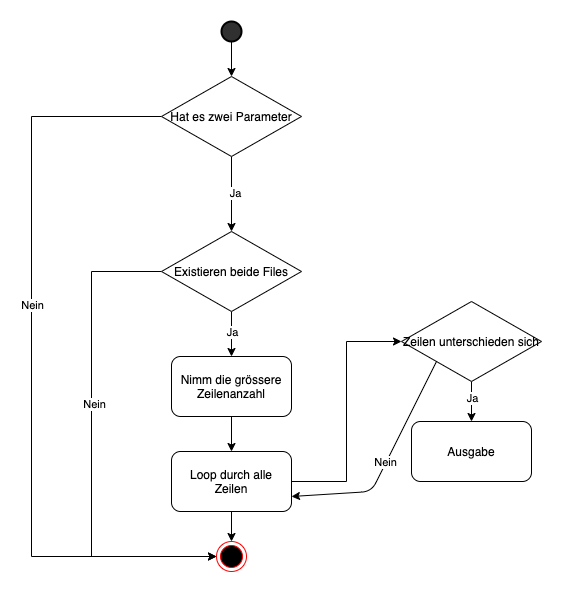 Hat es zwei Parameter
Ja
Existieren beide Files
Nein
Ja
Zeilen unterschieden sich
Nimm die grössere
Zeilenanzahl
Nein
Ja
Ausgabe
Nein
Loop durch alle
Zeilen